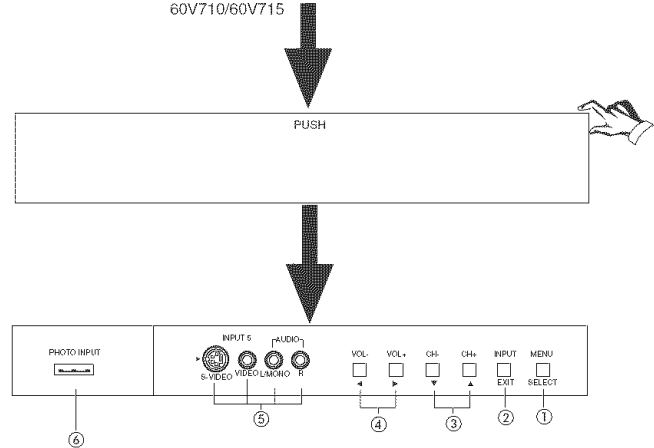 60V710/60V715
PUSH
PHOTO INPUT
INPUT 5
AUDIO
S-VIDEO
VIDEO
L/MONO
R
VOL-
VOL+
CH-
CH+
INPUT
MENU
EXIT
SELECT
⑥
⑤
④
③
②
①